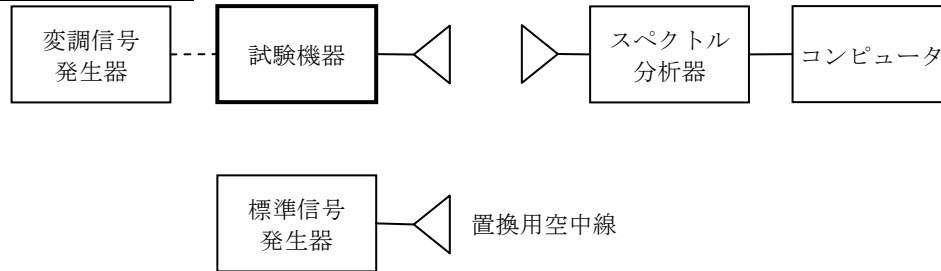 変調信号
発生器
試験機器
スペクトル
分析器
コンピュータ
標準信号
発生器
置換用空中線